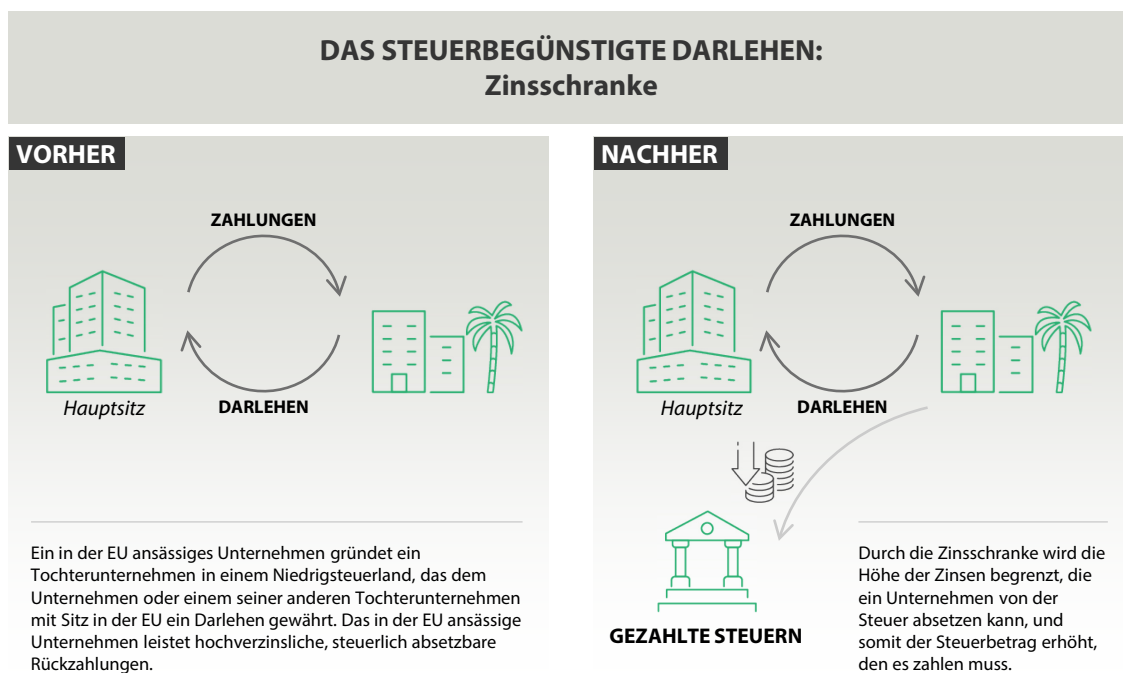 DAS STEUERBEGÜNSTIGTE DARLEHEN:
Zinsschranke
VORHER
ZAHLUNGEN
Hauptsitz
DARLEHEN
Ein in der EU ansässiges Unternehmen gründet ein
Tochterunternehmen in einem Niedrigsteuerland, das dem
Unternehmen oder einem seiner anderen Tochterunternehmen
mit Sitz in der EU ein Darlehen gewährt. Das in der EU ansässige
Unternehmen leistet hochverzinsliche, steuerlich absetzbare
Rückzahlungen.
NACHHER
ZAHLUNGEN
Hauptsitz
DARLEHEN
GEZAHLTE STEUERN
Durch die Zinsschranke wird die
Höhe der Zinsen begrenzt, die
ein Unternehmen von der
Steuer absetzen kann, und
somit der Steuerbetrag erhöht,
den es zahlen muss.